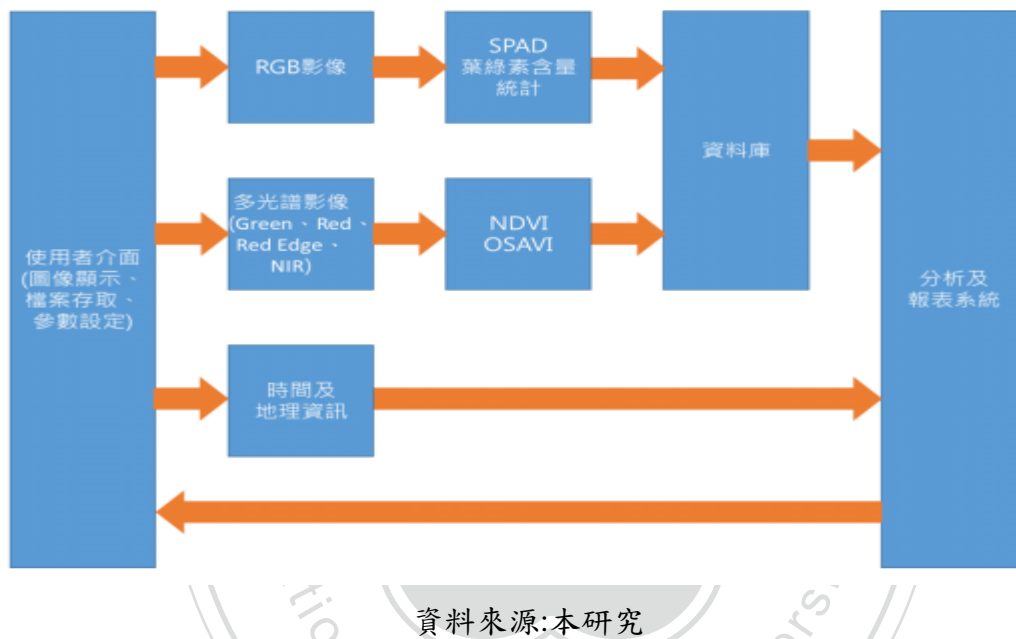 使用者介面
(圖像顯示、
檔案存取、
參數設定)
RGB影像
SPAD
葉綠素含量
統計
多光譜影像
(Green、Red、
Red Edge、
NIR)
NDVI
OSAVI
時間及
地理資訊
資料庫
分析及
報表系統
資料來源:本研究